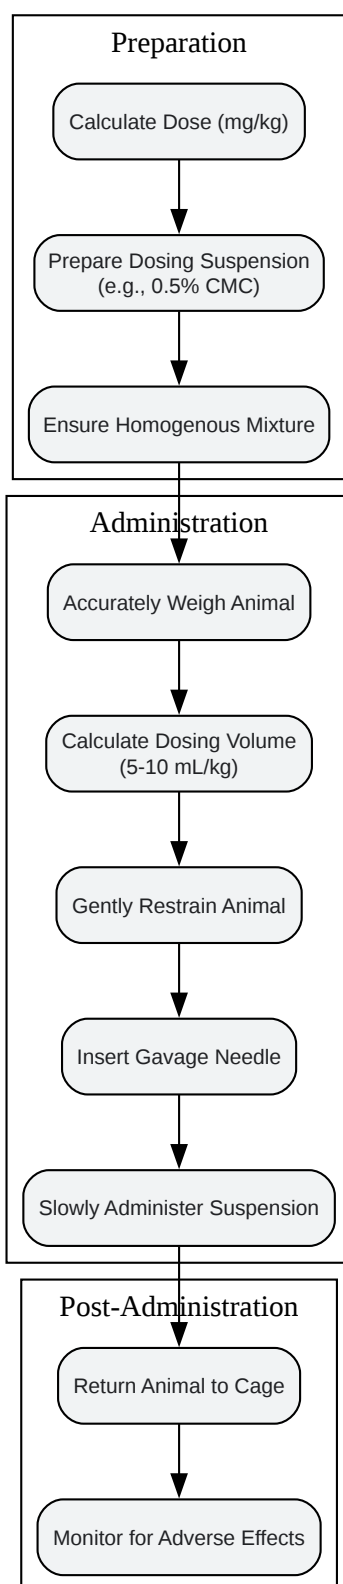 Preparation
Calculate Dose (mg/kg)
Prepare Dosing Suspension
(e.g., 0.5% CMC)
Ensure Homogenous Mixture
Administration
Accurately Weigh Animal
Calculate Dosing Volume
(5-10 mL/kg)
Gently Restrain Animal
Insert Gavage Needle
Slowly Administer Suspension
Post-Administration
Return Animal to Cage
Monitor for Adverse Effects